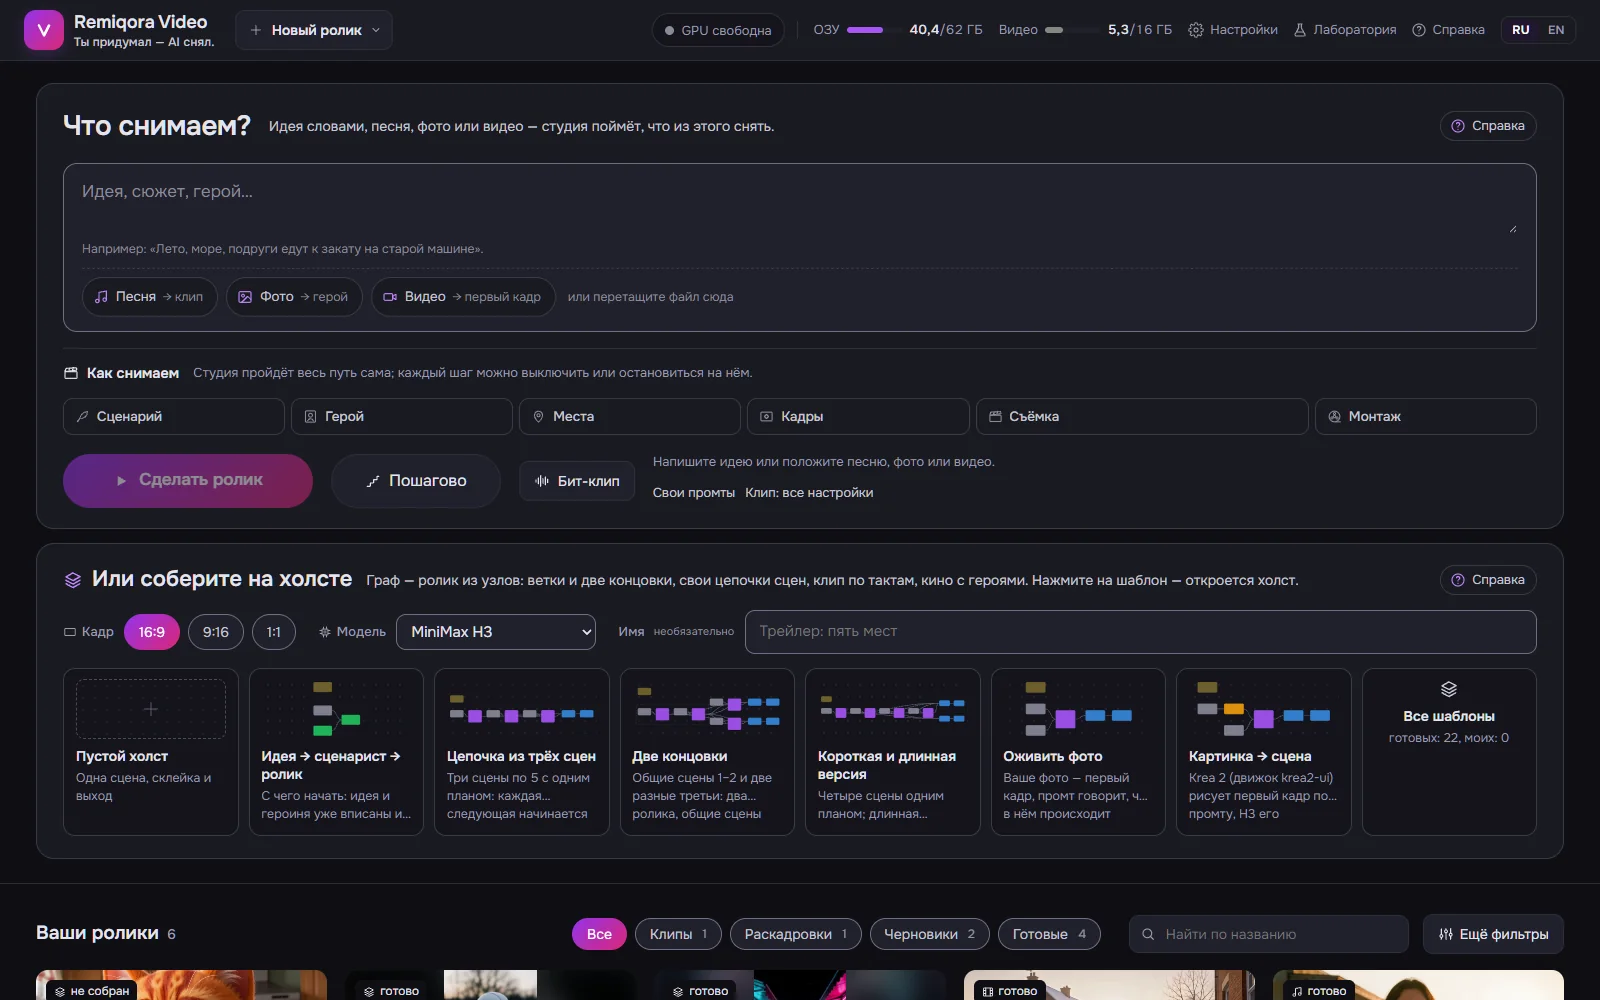 Remiqora Video
Ты придумал — AI снял.
Новый ролик
GPU свободна
ОЗУ 40,4/62 ГБ
Видео 5,3/16 ГБ
Настройки
Лаборатория
Справка
RU EN
Что снимаем?
Идея словами, песня, фото или видео — студия поймёт, что из этого снять.
Справка
Идея, сюжет, герой...
Например: «Лето, море, подруги едут к закату на старой машине».
Песня → клип
Фото → герой
Видео → первый кадр
или перетащите файл сюда
Как снимаем
Студия пройдёт весь путь сама; каждый шаг можно выключить или остановиться на нём.
Сценарий
Герой
Места
Кадры
Съёмка
Монтаж
Сделать ролик
Пошагово
Бит-клип
Напишите идею или положите песню, фото или видео.
Свои промты Клип: все настройки
Или соберите на холсте
Граф — ролик из узлов: ветки и две концовки, свои цепочки сцен, клип по тактам, кино с героями. Нажмите на шаблон — откроется холст.
Справка
Кадр 16:9 9:16 1:1
Модель MiniMax H3
Имя необязательно
Трейлер: пять мест
Пустой холст
Одна сцена, склейка и
выход
Идея → сценарист →
ролик
С чего начать: идея и
героиня уже вписаны и...
Цепочка из трёх сцен
Три сцены по 5 с одним
планом: каждая...
следующая начинается
Две концовки
Общие сцены 1–2 и две
разные третьи: два...
ролика, общие сцены
Короткая и длинная
версия
Четыре сцены одним
планом; длинная...
Оживить фото
Ваше фото — первый
кадр, промт говорит, ч...
в нём происходит
Картинка → сцена
Krea 2 (движок krea2-ui)
рисует первый кадр по...
промту, H3 его
Все шаблоны
готовых: 22, моих: 0
Ваши ролики 6
Все
Клипы 1
Раскадровки 1
Черновики 2
Готовые 4
Найти по названию
Ещё фильтры
не собран
готово
готово
готово
готово